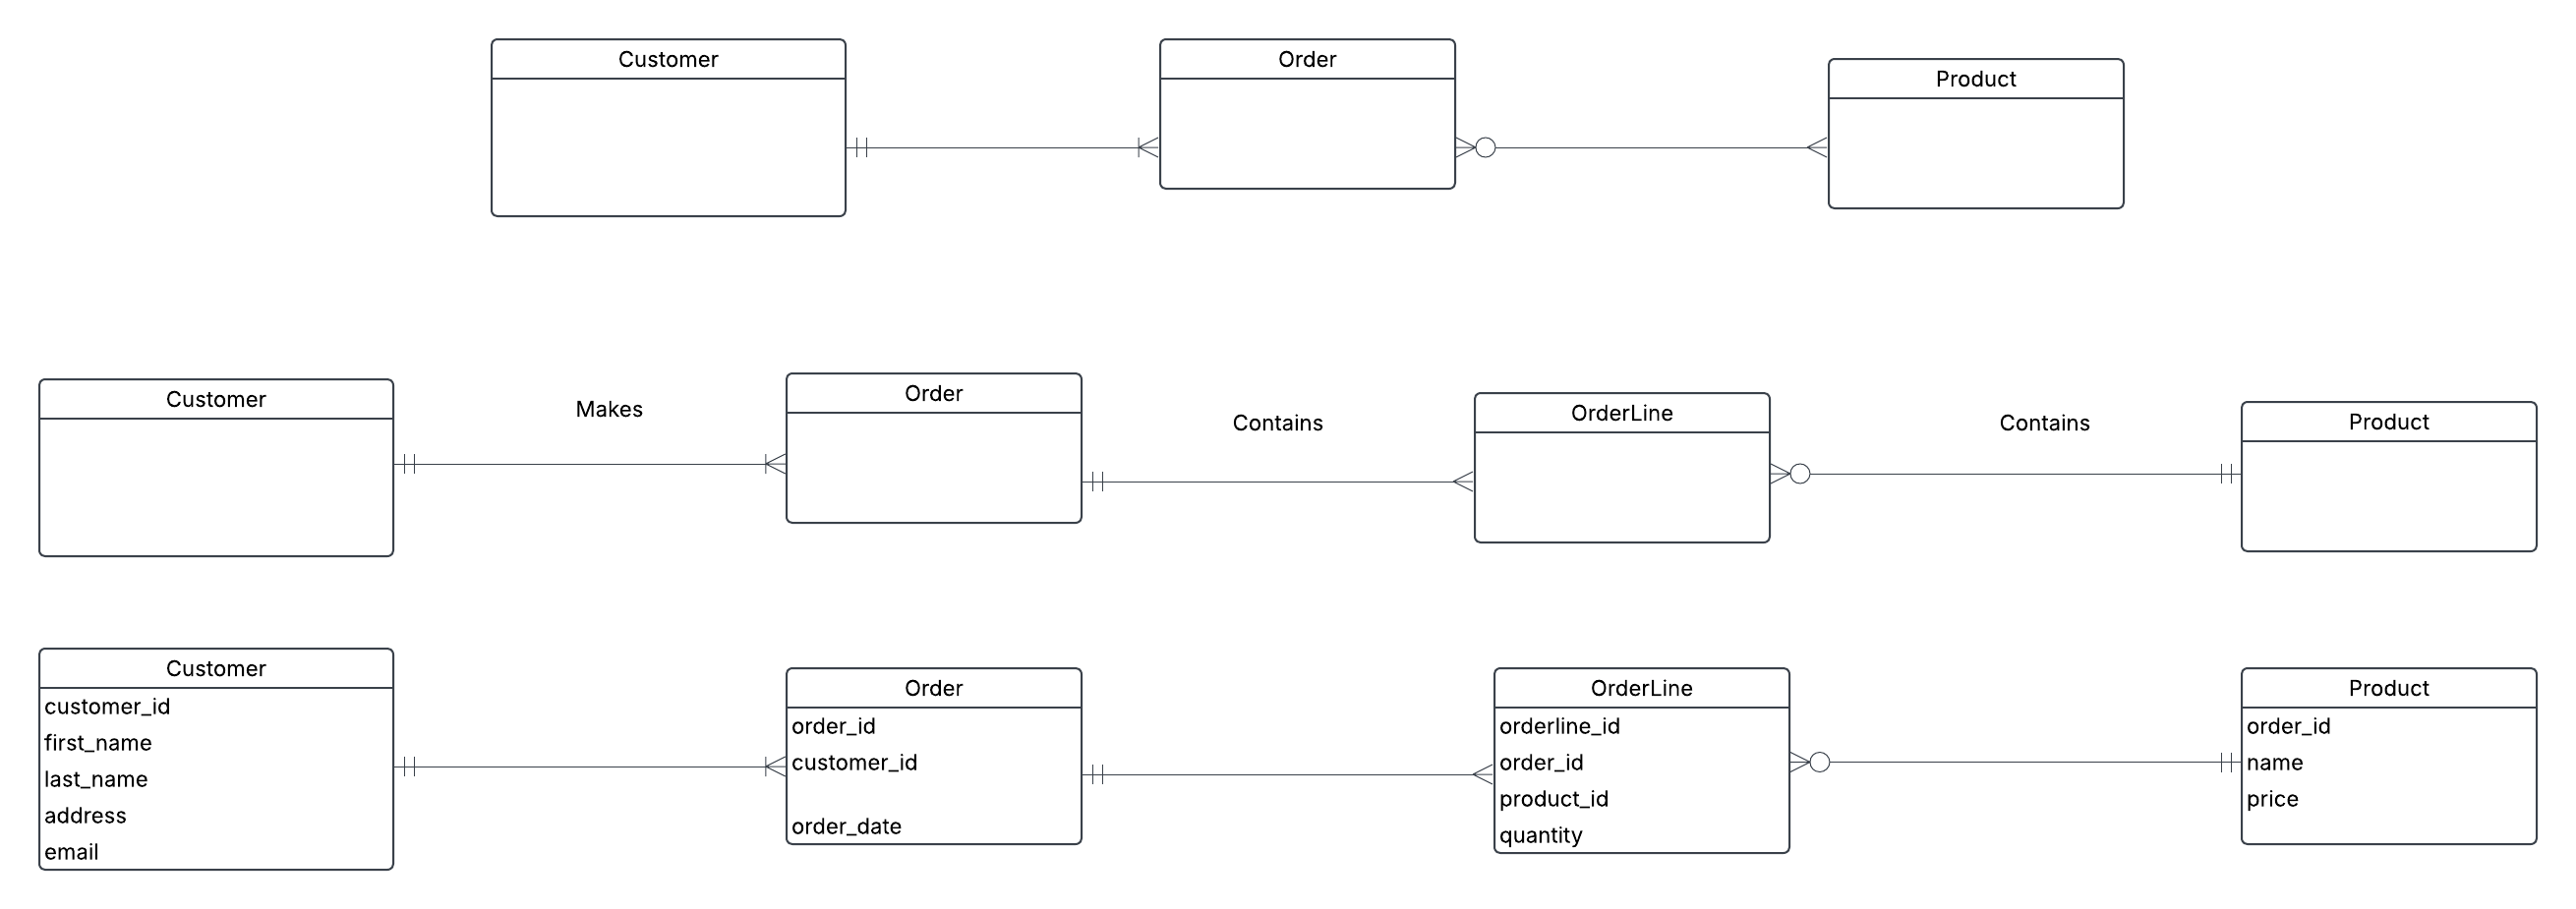 Customer
Order
Product
Customer
Makes
Order
Contains
OrderLine
Contains
Product
Customer
customer_id
first_name
last_name
address
email
Order
order_id
customer_id
order_date
OrderLine
orderline_id
order_id
product_id
quantity
Product
order_id
name
price